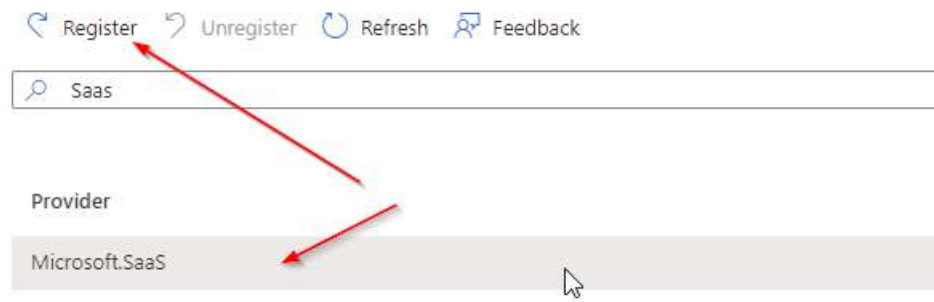 Register Unregister Refresh Feedback
Saas
Provider
Microsoft.SaaS